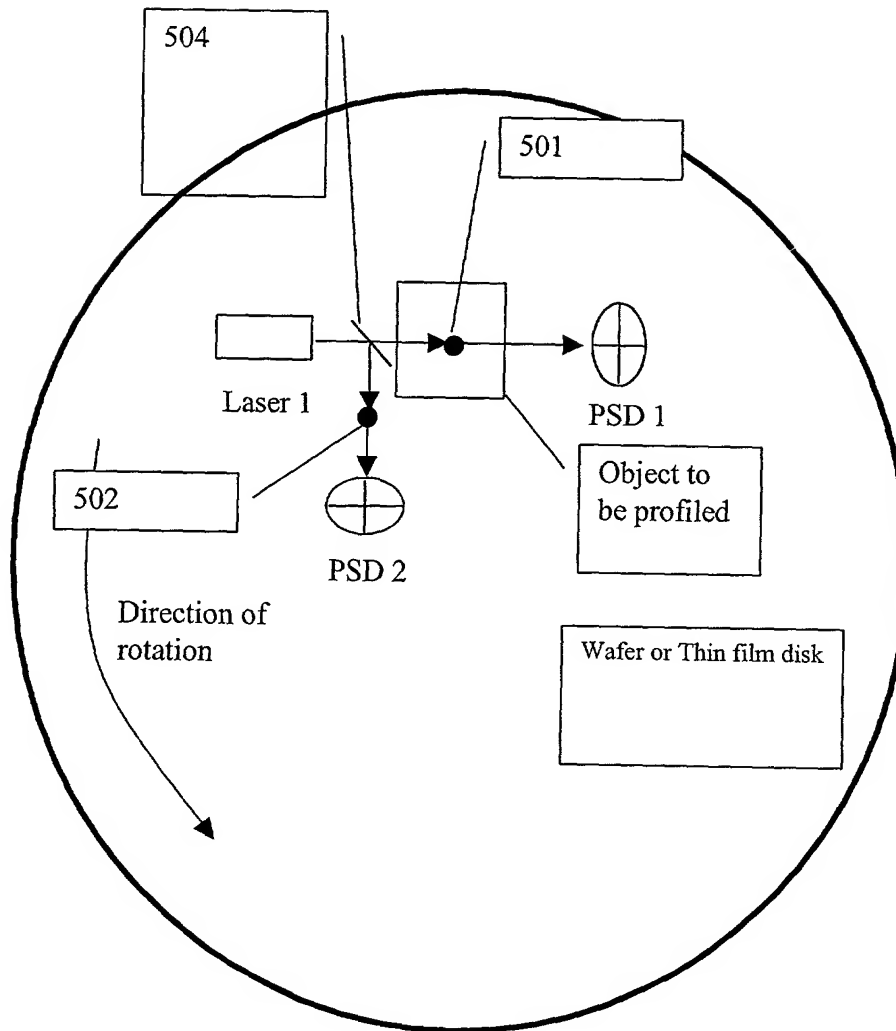 504
501
Laser 1
PSD 1
502
Object to
be profiled
PSD 2
Direction of
rotation
Wafer or Thin film disk